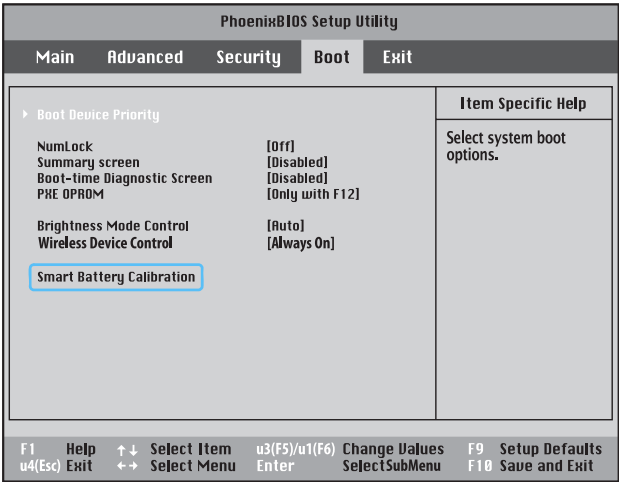 PhoenixBIOS Setup Utility
Main Advanced Security Boot Exit
Boot Device Priority
Item Specific Help
Select system boot
options.
NumLock [Off]
Summary screen [Disabled]
Boot-time Diagnostic Screen [Disabled]
PXE OPROM [Only with F12]
Brightness Mode Control [Auto]
Wireless Device Control [Always On]
Smart Battery Calibration
F1 Help ↑↓ Select Item u3(F5)/u1(F6) Change Values F9 Setup Defaults
u4(Esc) Exit ←→ Select Menu Enter SelectSubMenu F10 Save and Exit